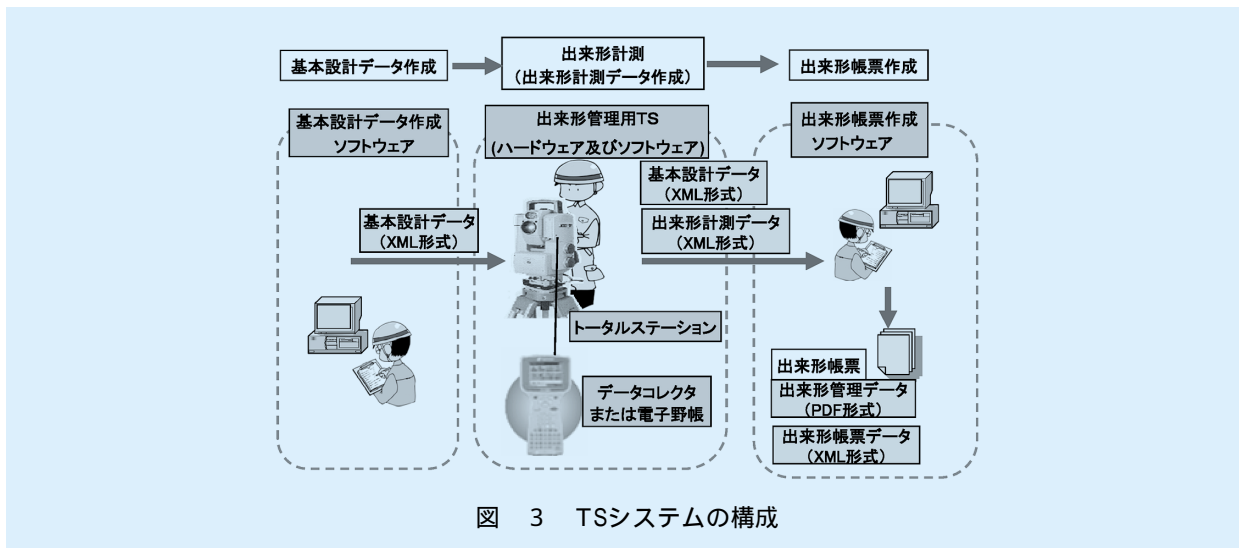 基本設計データ作成
出来形計測
(出来形計測データ作成)
出来形帳票作成
基本設計データ作成
ソフトウェア
出来形管理用TS
(ハードウェア及びソフトウェア)
出来形帳票作成
ソフトウェア
基本設計データ
(XML形式)
基本設計データ
(XML形式)
出来形計測データ
(XML形式)
トータルステーション
データコレクタ
または電子野帳
出来形帳票
出来形管理データ
(PDF形式)
出来形帳票データ
(XML形式)
図 3 TSシステムの構成